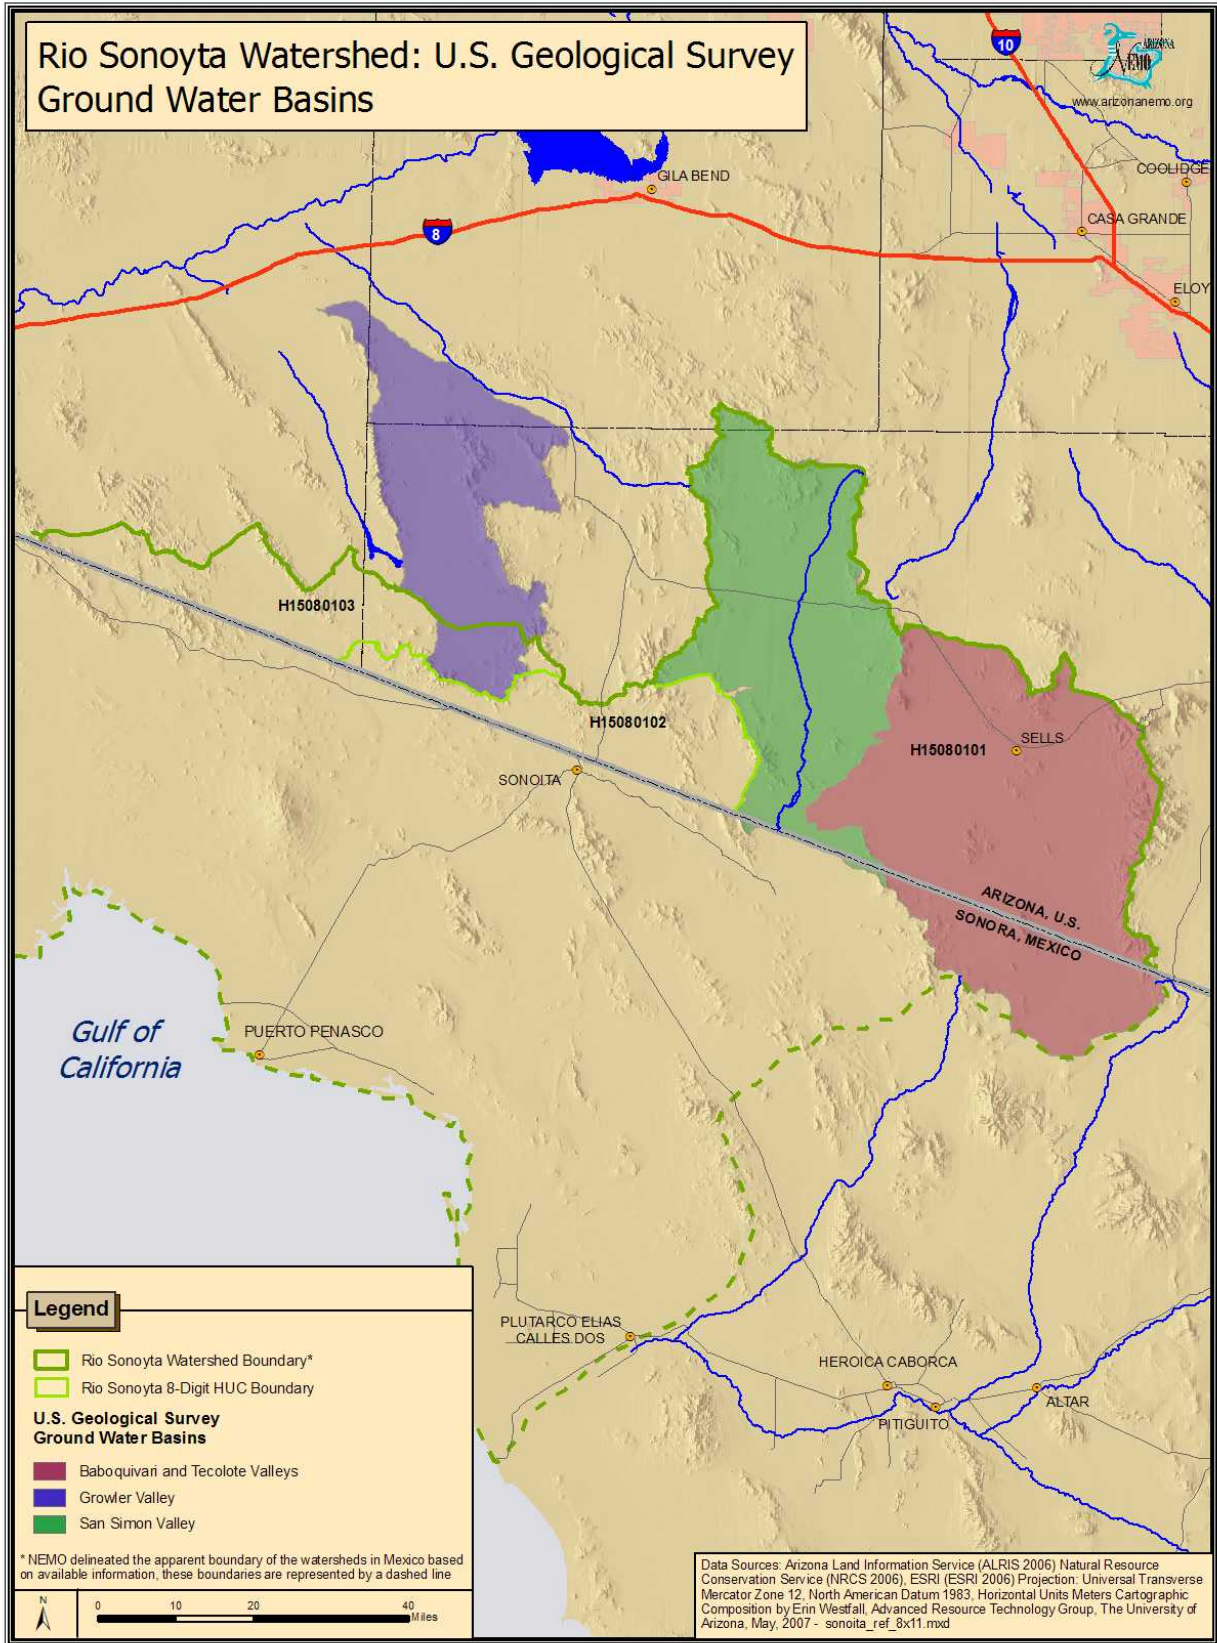 Rio Sonoyta Watershed: U.S. Geological Survey
Ground Water Basins
10
ARIZONA
NEMO
www.arizonanemo.org
COOLIDGE
GILA BEND
CASA GRANDE
8
ELOY
H15080103
H15080102
H15080101
SELLS
SONOITA
ARIZONA, U.S.
SONORA, MEXICO
Gulf of
California
PUERTO PENASCO
PLUTARCO ELIAS
CALLES DOS
HEROICA CABORCA
ALTAR
PITIGUITO
Legend
Rio Sonoyta Watershed Boundary*
Rio Sonoyta 8-Digit HUC Boundary
U.S. Geological Survey
Ground Water Basins
Baboquivari and Tecolote Valleys
Growler Valley
San Simon Valley
* NEMO delineated the apparent boundary of the watersheds in Mexico based
on available information, these boundaries are represented by a dashed line
N
0 10 20 40
Miles
Data Sources: Arizona Land Information Service (ALRIS 2006) Natural Resource
Conservation Service (NRCS 2006), ESRI (ESRI 2006) Projection: Universal Transverse
Mercator Zone 12, North American Datum 1983, Horizontal Units Meters Cartographic
Composition by Erin Westfall, Advanced Resource Technology Group, The University of
Arizona, May, 2007 - sonoita_ref_8x11.mxd